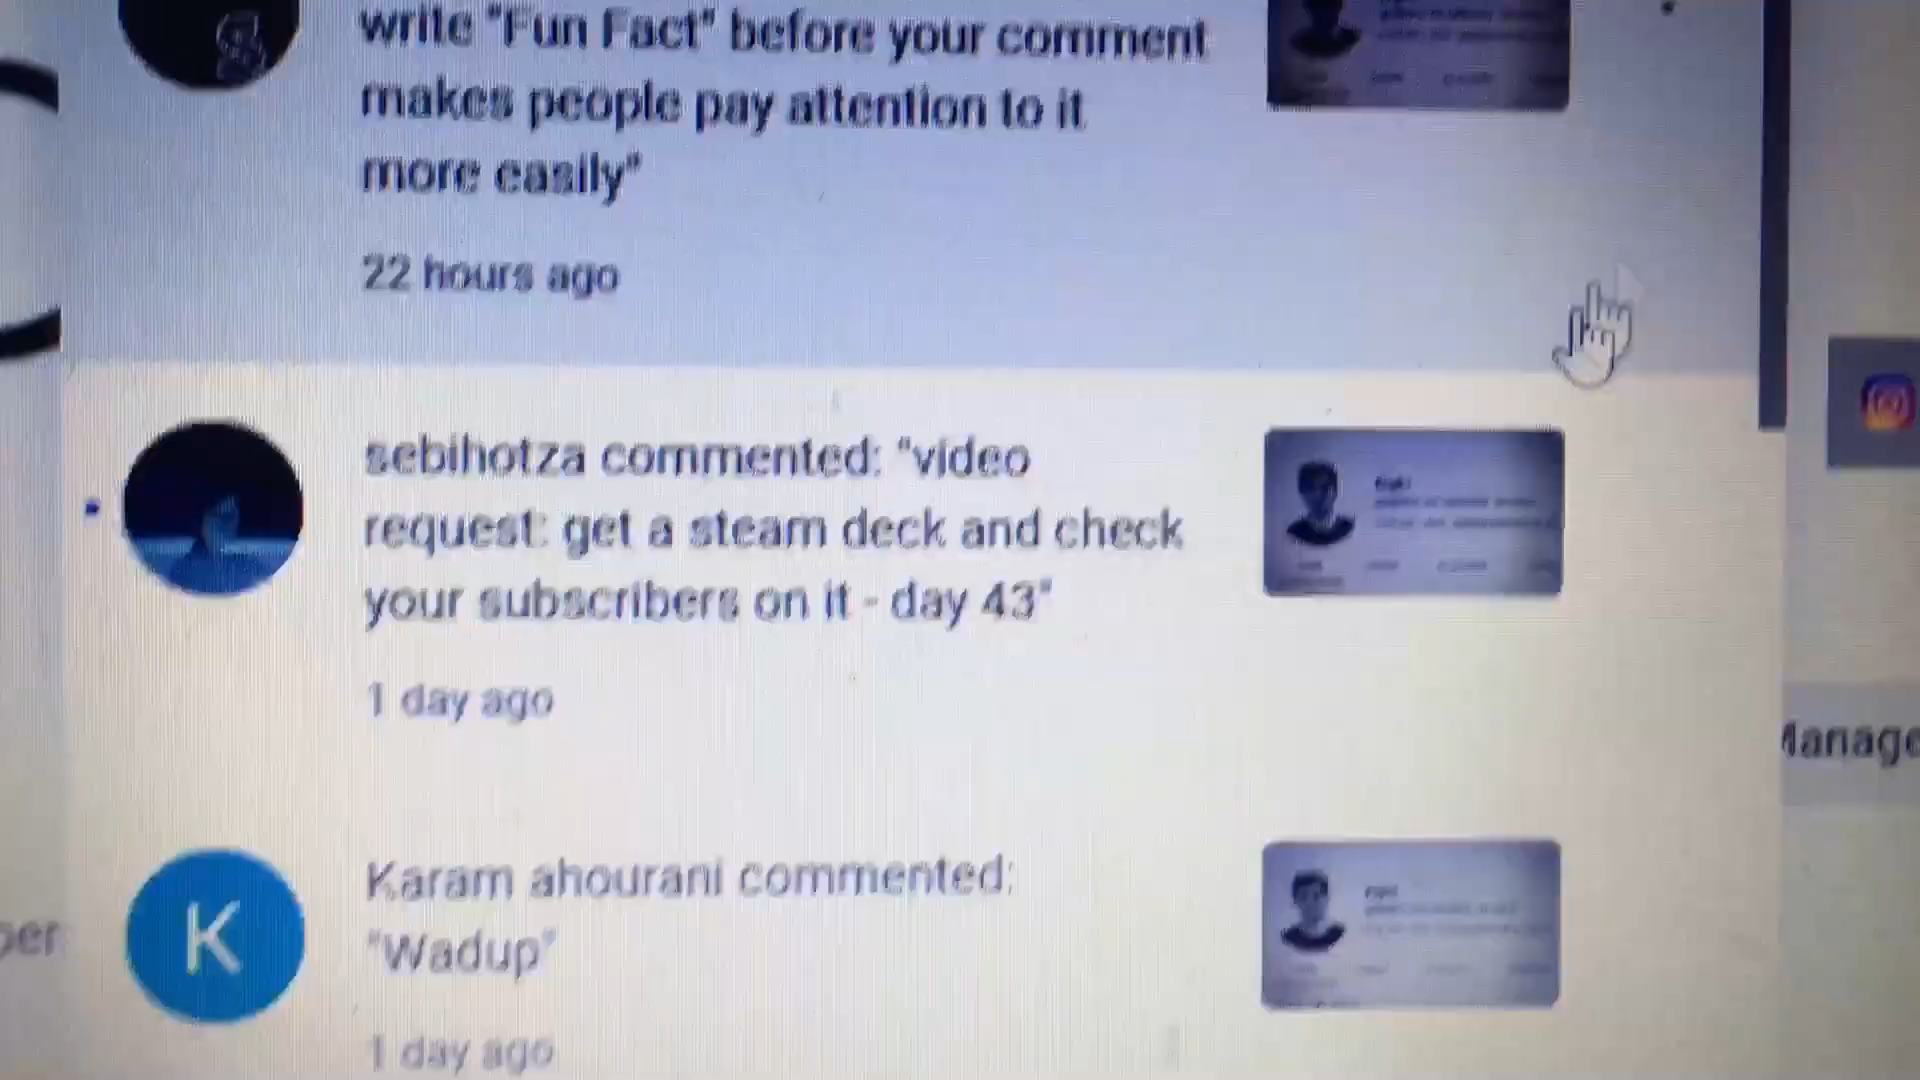 write "Fun Fact" before your comment
makes people pay attention to it
more easily"
22 hours ago
sebihotza commented: "video
request: get a steam deck and check
your subscribers on it - day 43"
1 day ago
Karam ahourani commented:
"Wadup"
1 day ago
K
Manage
ber